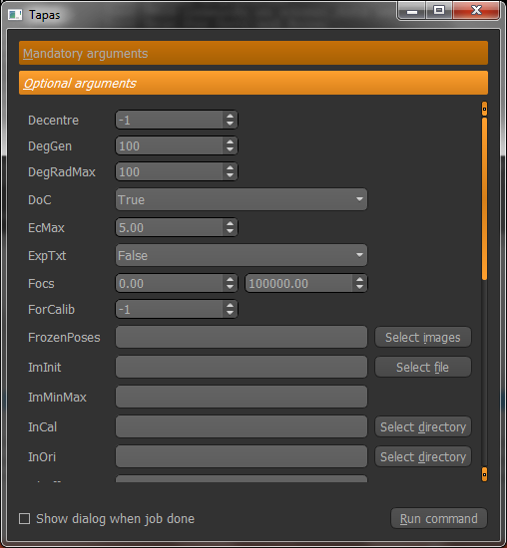 Tapas
Mandatory arguments
Optional arguments
Decentre -1
DegGen 100
DegRadMax 100
DoC True
EcMax 5.00
ExpTxt False
Focs 0.00 100000.00
ForCalib -1
FrozenPoses Select images
ImInit Select file
ImMinMax
InCal Select directory
InOri Select directory
Show dialog when job done Run command